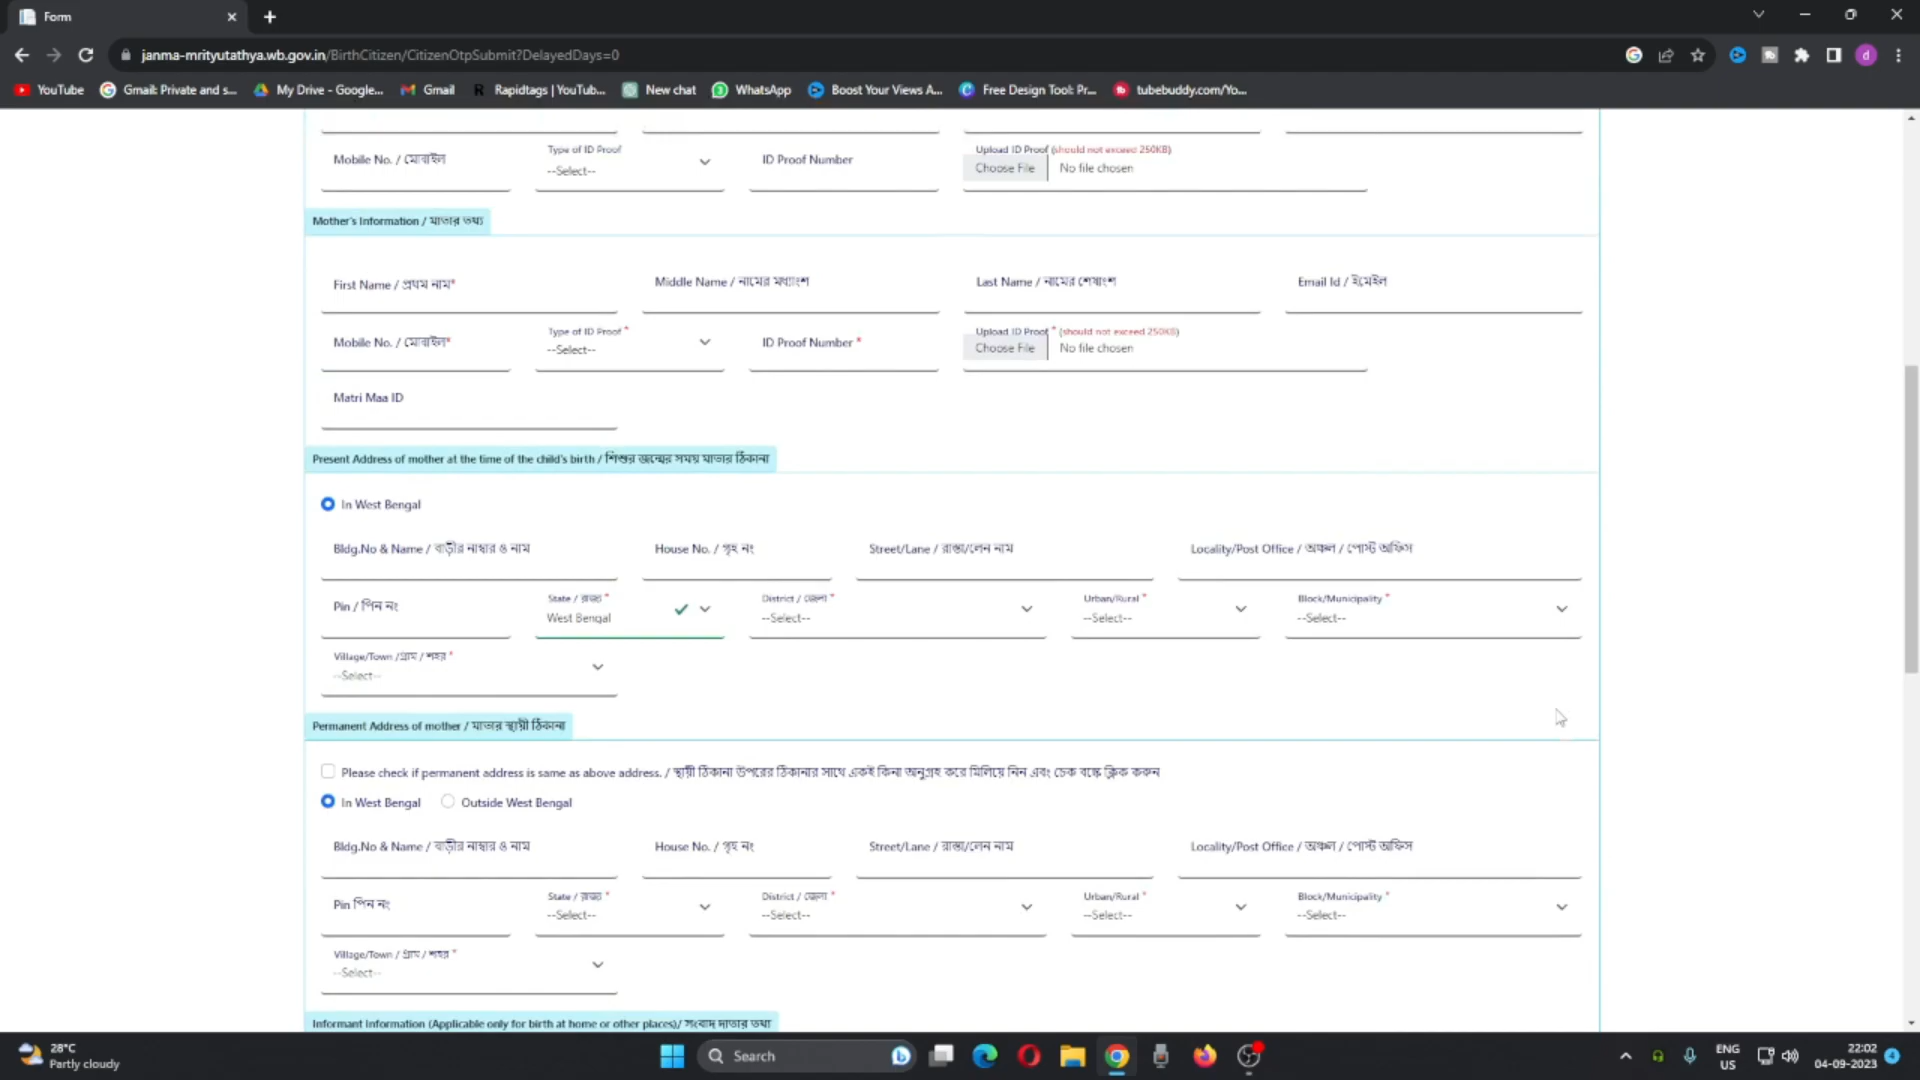 Form
janma-mrityutathya.wb.gov.in/BirthCitizen/CitizenOtpSubmit?DelayedDays=0
YouTube Gmail: Private and s... My Drive - Google... Gmail Rapidtags | YouTub... New chat WhatsApp Boost Your Views A... Free Design Tool: Pr... tubebuddy.com/Yo...
Mobile No. / মোবাইল Type of ID Proof --Select-- ID Proof Number Upload ID Proof (should not exceed 250KB) Choose File No file chosen
Mother's Information / মাতার তথ্য
First Name / প্রথম নাম* Middle Name / নামের মধ্যাংশ Last Name / নামের শেষাংশ Email Id / ইমেইল
Mobile No. / মোবাইল* Type of ID Proof * --Select-- ID Proof Number * Upload ID Proof * (should not exceed 250KB) Choose File No file chosen
Matri Maa ID
Present Address of mother at the time of the child's birth / শিশুর জন্মের সময় মাতার ঠিকানা
In West Bengal
Bldg.No & Name / বাড়ীর নাম্বার ও নাম House No. / গৃহ নং Street/Lane / রাস্তা/লেন নাম Locality/Post Office / অঞ্চল / পোস্ট অফিস
Pin / পিন নং State / রাজ্য * West Bengal District / জেলা * --Select-- Urban/Rural * --Select-- Block/Municipality * --Select--
Village/Town /গ্রাম / শহর * --Select--
Permanent Address of mother / মাতার স্থায়ী ঠিকানা
Please check if permanent address is same as above address. / স্থায়ী ঠিকানা উপরের ঠিকানার সাথে একই কিনা অনুগ্রহ করে মিলিয়ে নিন এবং চেক বক্সে ক্লিক করুন
In West Bengal Outside West Bengal
Bldg.No & Name / বাড়ীর নাম্বার ও নাম House No. / গৃহ নং Street/Lane / রাস্তা/লেন নাম Locality/Post Office / অঞ্চল / পোস্ট অফিস
Pin পিন নং State / রাজ্য * --Select-- District / জেলা * --Select-- Urban/Rural * --Select-- Block/Municipality * --Select--
Village/Town / গ্রাম / শহর * --Select--
Informant Information (Applicable only for birth at home or other places)/ সংবাদ দাতার তথ্য
28°C
Partly cloudy
Search
ENG
US
22:02
04-09-2023
4